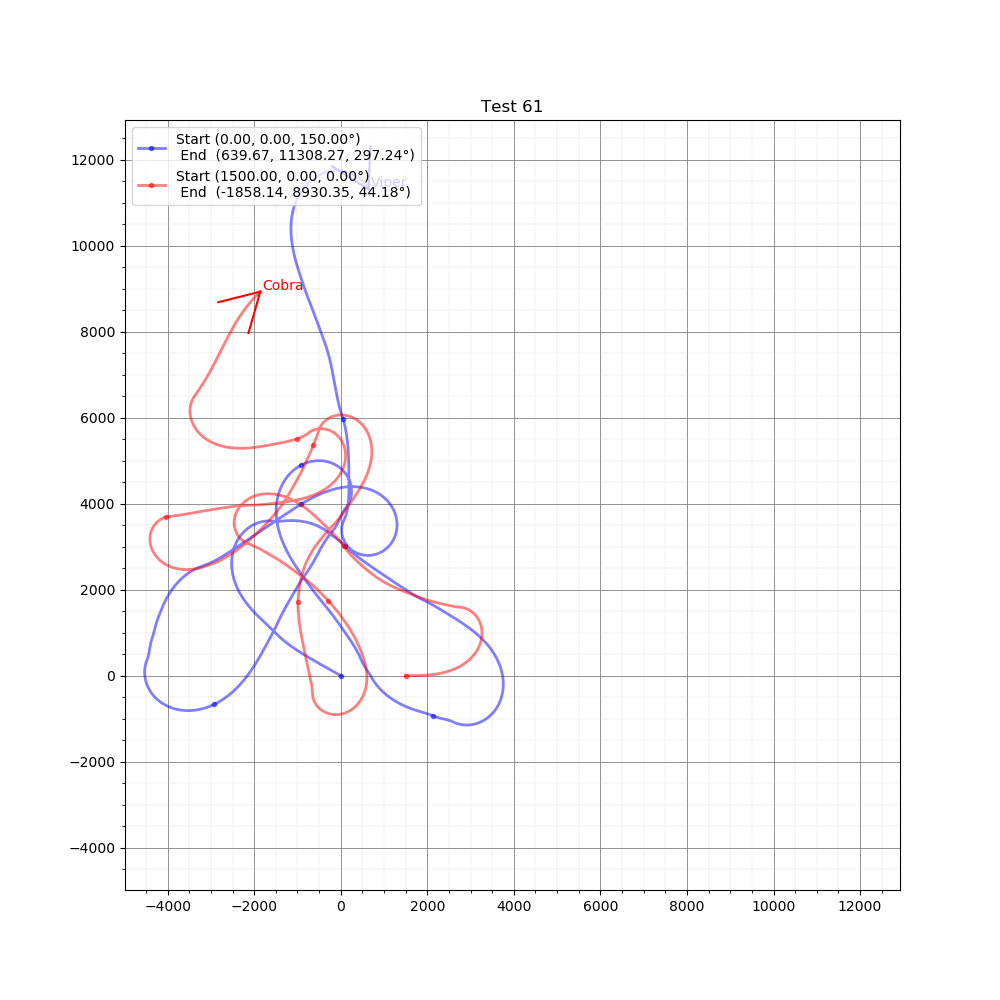 Test 61
Start (0.00, 0.00, 150.00°)
End (639.67, 11308.27, 297.24°)
Start (1500.00, 0.00, 0.00°)
End (-1858.14, 8930.35, 44.18°)
Viper
Cobra
12000
10000
8000
6000
4000
2000
0
−2000
−4000
−4000 −2000 0 2000 4000 6000 8000 10000 12000